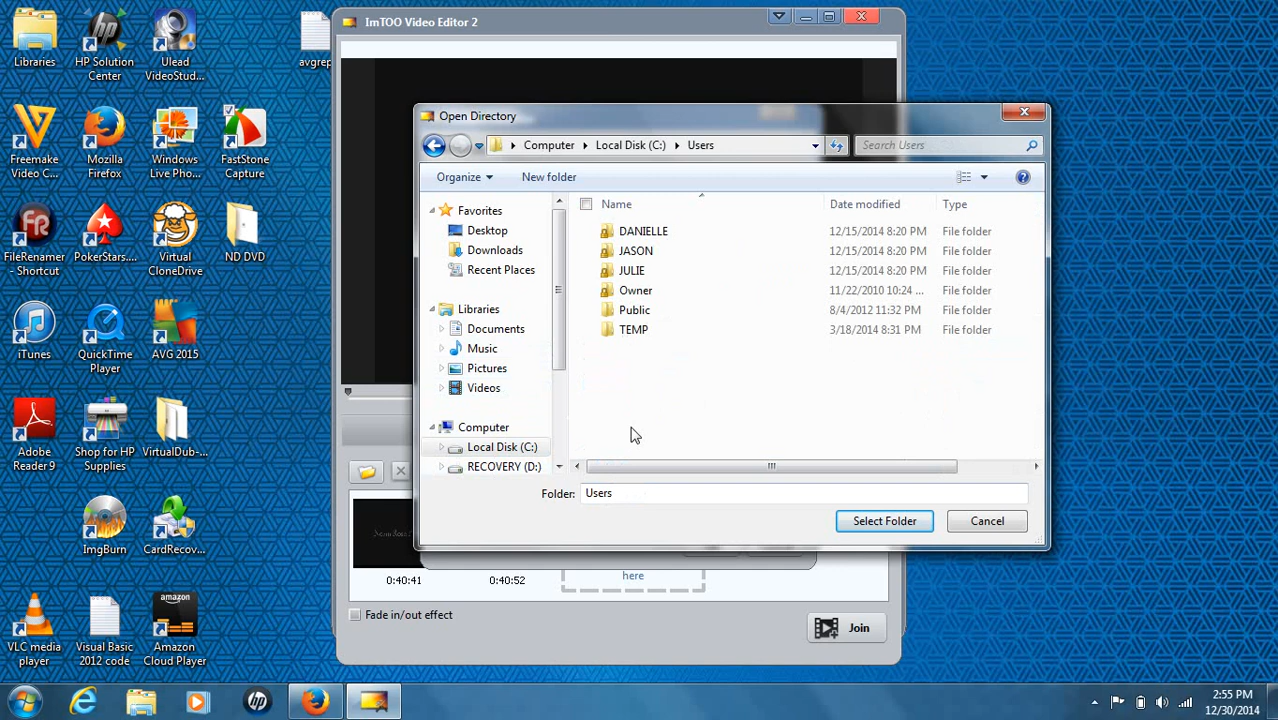 Libraries
HP Solution
Center
Ulead
VideoStud...
avgrep
Freemake
Video C...
Mozilla
Firefox
Windows
Live Pho...
FastStone
Capture
FileRenamer
- Shortcut
PokerStars....
Virtual
CloneDrive
ND DVD
iTunes
QuickTime
Player
AVG 2015
Adobe
Reader 9
Shop for HP
Supplies
VirtualDub-...
ImgBurn
CardRecov...
VLC media
player
Visual Basic
2012 code
amazon
Amazon
Cloud Player
ImTOO Video Editor 2
Open Directory
Computer
Local Disk (C:)
Users
Search Users
Organize
New folder
Favorites
Desktop
Downloads
Recent Places
Libraries
Documents
Music
Pictures
Videos
Computer
Local Disk (C:)
RECOVERY (D:)
Name Date modified Type
DANIELLE 12/15/2014 8:20 PM File folder
JASON 12/15/2014 8:20 PM File folder
JULIE 12/15/2014 8:20 PM File folder
Owner 11/22/2010 10:24 ... File folder
Public 8/4/2012 11:32 PM File folder
TEMP 3/18/2014 8:31 PM File folder
Folder: Users
Select Folder
Cancel
0:40:41
0:40:52
here
Fade in/out effect
Join
hp
2:55 PM
12/30/2014